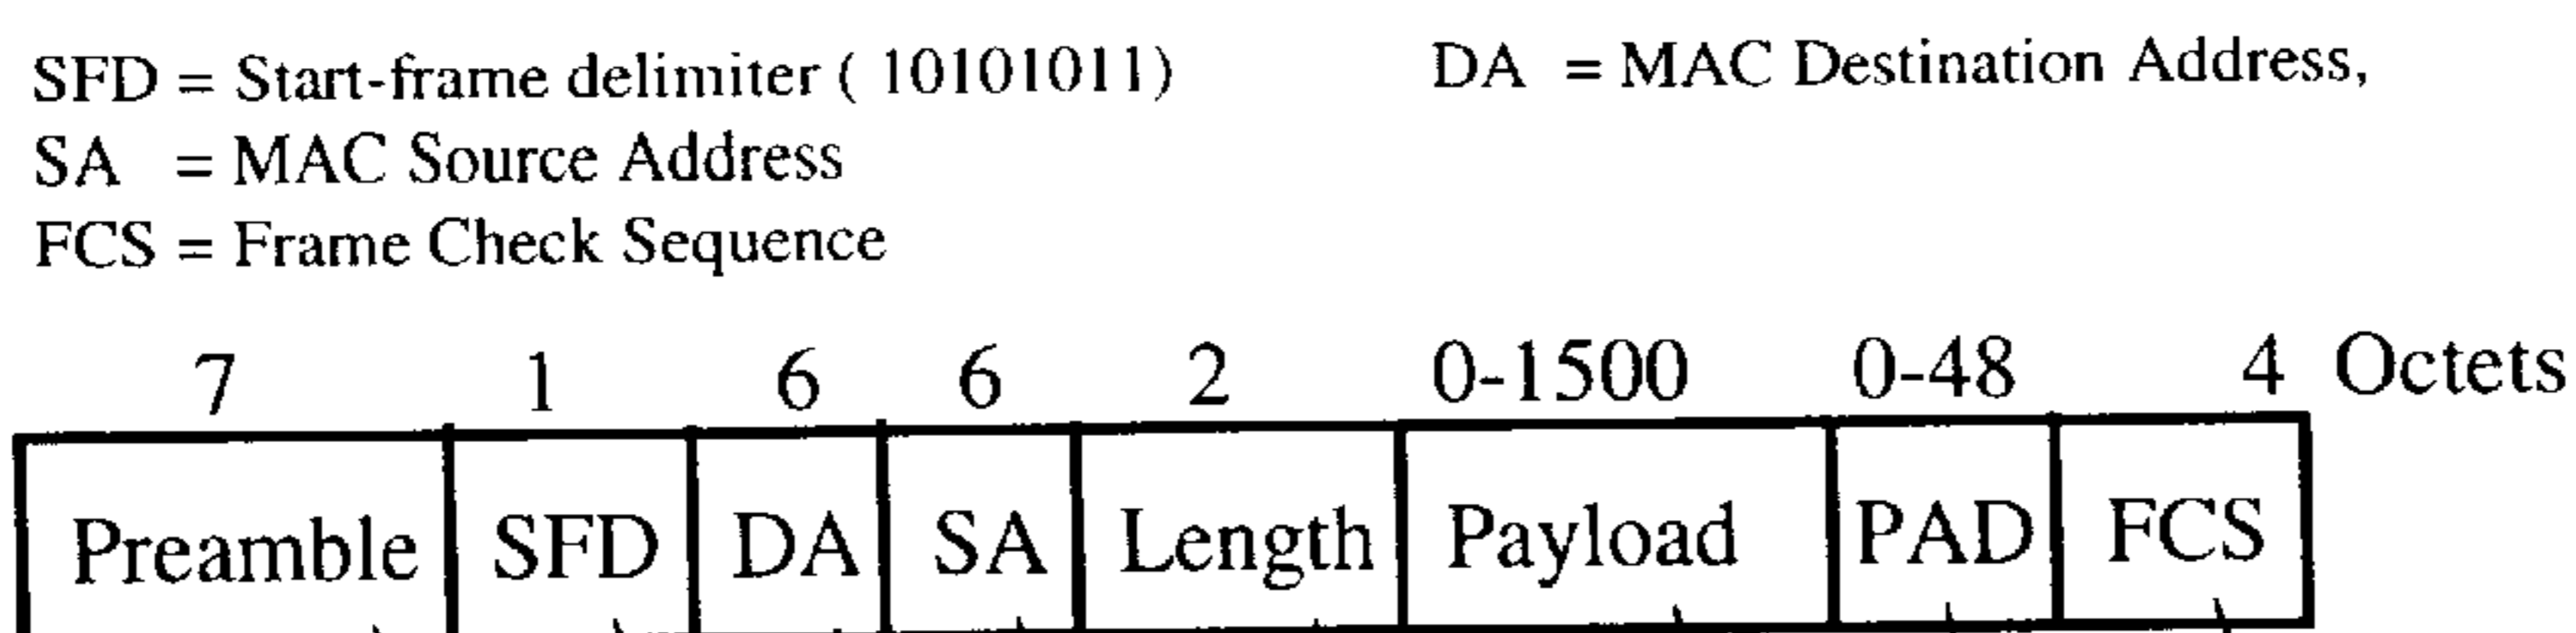 SFD = Start-frame delimiter ( 10101011) DA = MAC Destination Address,
SA = MAC Source Address
FCS = Frame Check Sequence
7 1 6 6 2 0-1500 0-48 4 Octets
Preamble SFD DA SA Length Payload PAD FCS